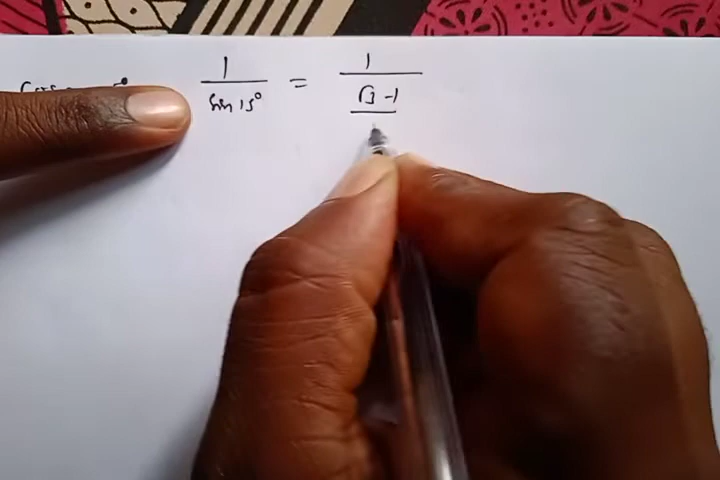 1/sin 15° = 1/((√3 - 1)/